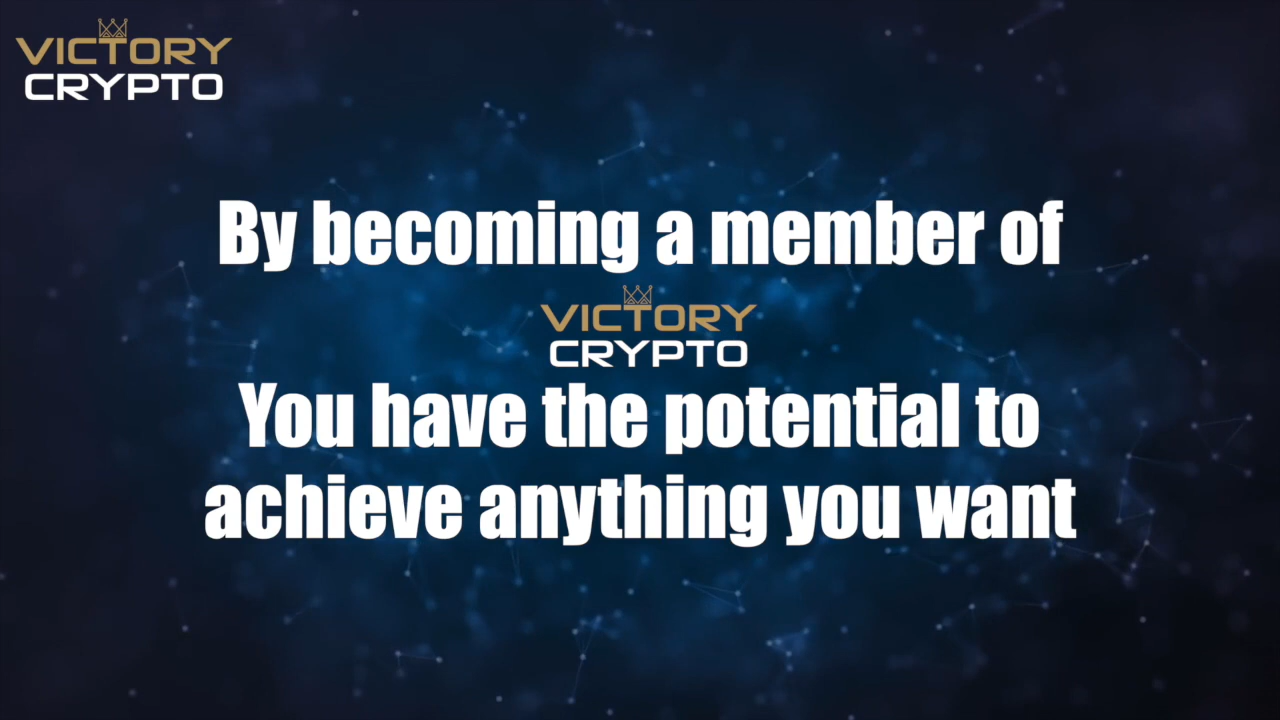 VICTORY
CRYPTO
By becoming a member of
VICTORY
CRYPTO
You have the potential to
achieve anything you want